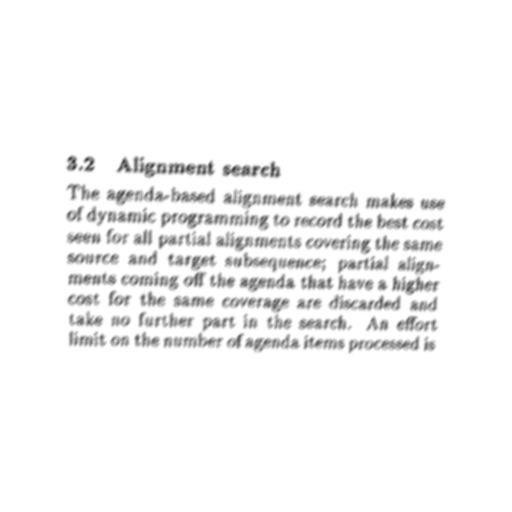 3.2 Alignment search
The agenda-based alignment search makes use
of dynamic programming to record the best cost
seen for all partial alignments covering the same
source and target subsequence; partial align-
ments coming off the agenda that have a higher
cost for the same coverage are discarded and
take no further part in the search. An effort
limit on the number of agenda items processed is